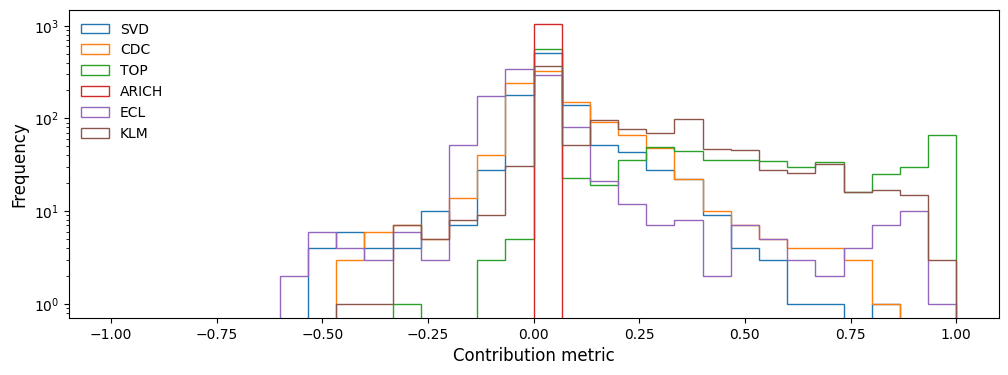 SVD
CDC
TOP
ARICH
ECL
KLM
Frequency
10³
10²
10¹
10⁰
−1.00 −0.75 −0.50 −0.25 0.00 0.25 0.50 0.75 1.00
Contribution metric